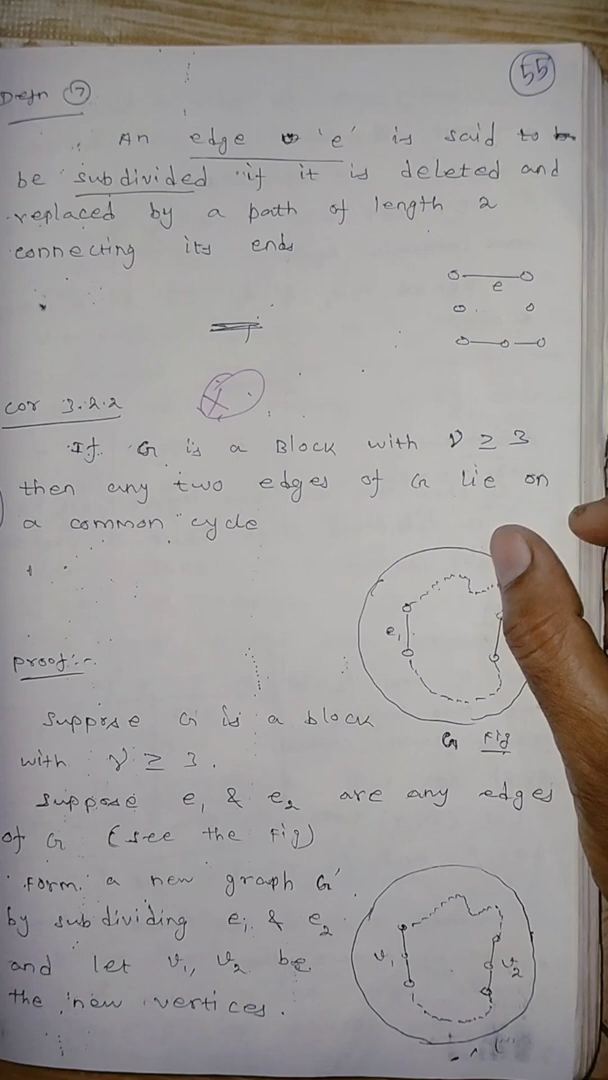 55
Defn 7
An edge 'e' is said to
be subdivided if it is deleted and
replaced by a path of length 2
connecting its ends
e
cor 3.2.2
If G is a Block with ν ≥ 3
then any two edges of G lie on
a common cycle
e₁
proof:-
G Fig
Suppose G is a block
with ν ≥ 3.
Suppose e₁ & e₂ are any edges
of G (see the Fig)
Form a new graph G'
by subdividing e₁ & e₂
and let v₁, v₂ be
the new vertices.
v₁ v₂